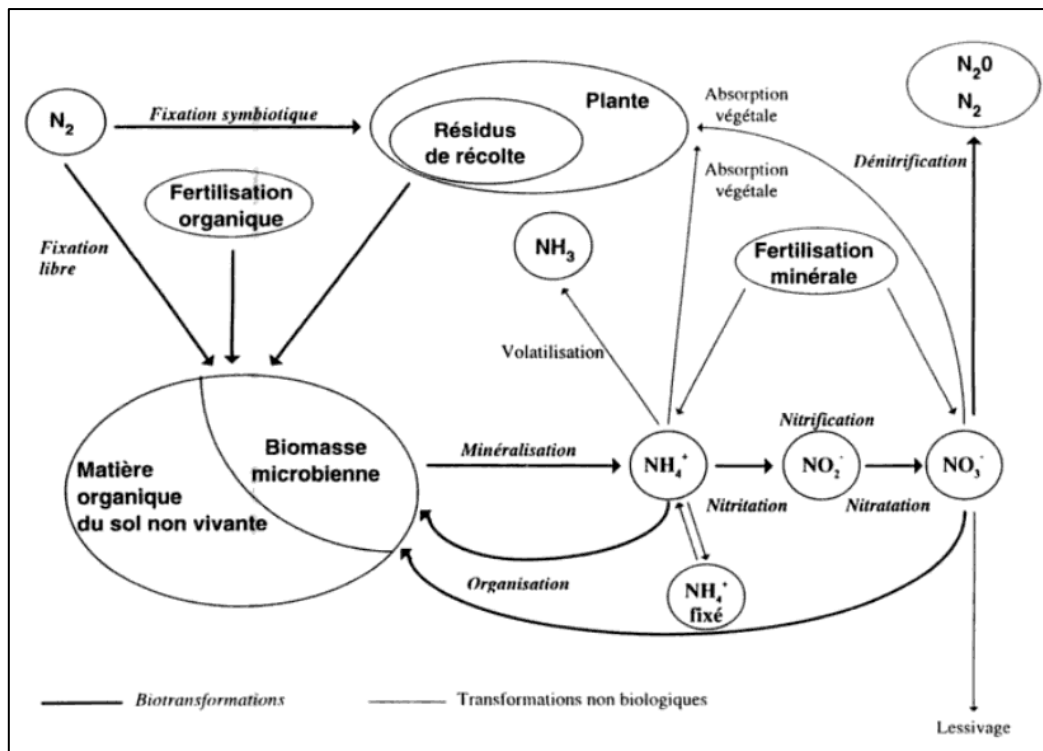 N₂
Fixation symbiotique
Plante
Résidus
de récolte
Absorption
végétale
N₂0
N₂
Absorption
végétale
Dénitrification
Fertilisation
organique
Fixation
libre
NH₃
Fertilisation
minérale
Volatilisation
Matière
organique
du sol non vivante
Biomasse
microbienne
Minéralisation
NH₄⁺
Nitrification
NO₂⁻
NO₃⁻
Nitritation
Nitratation
Organisation
NH₄⁺
fixé
Biotransformations
Transformations non biologiques
Lessivage